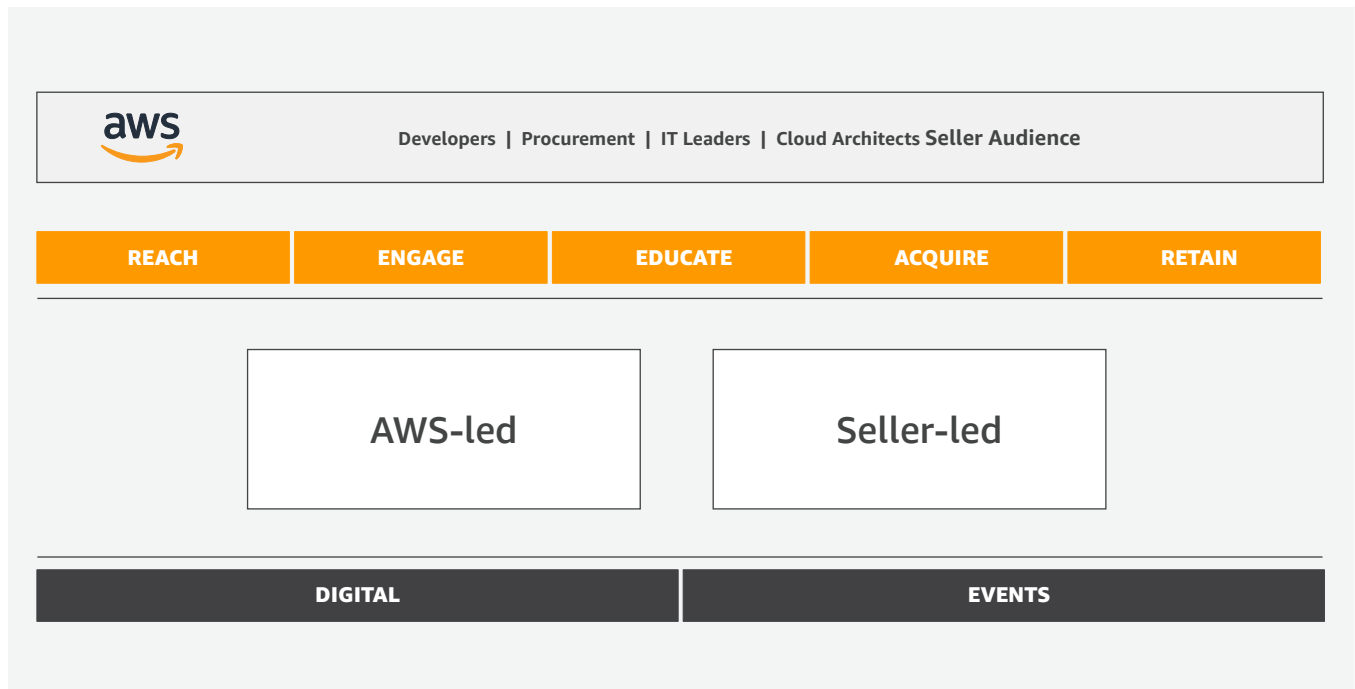 aws
Developers | Procurement | IT Leaders | Cloud Architects Seller Audience
REACH ENGAGE EDUCATE ACQUIRE RETAIN
AWS-led Seller-led
DIGITAL EVENTS